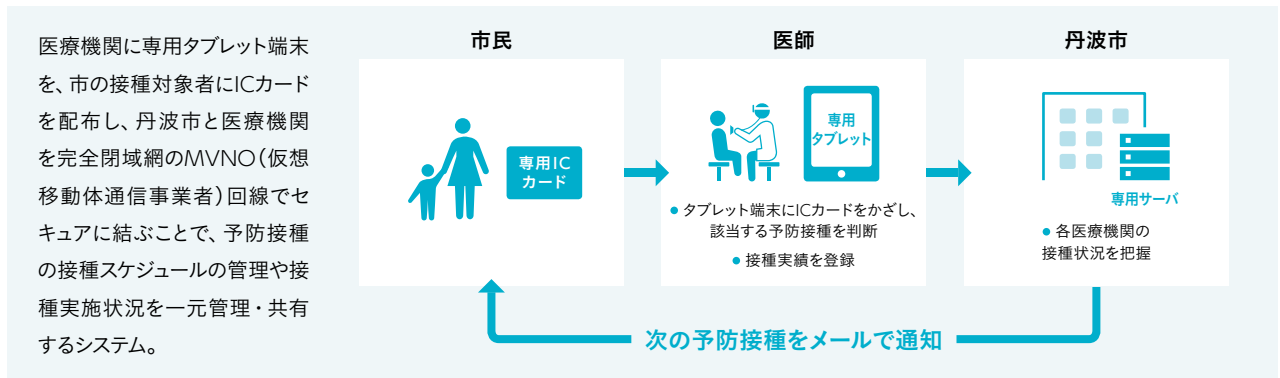 医療機関に専用タブレット端末
を、市の接種対象者にICカード
を配布し、丹波市と医療機関
を完全閉域網のMVNO（仮想
移動体通信事業者）回線でセ
キュアに結ぶことで、予防接種
の接種スケジュールの管理や接
種実施状況を一元管理・共有
するシステム。
市民
専用IC
カード
医師
専用
タブレット
● タブレット端末にICカードをかざし、
該当する予防接種を判断
● 接種実績を登録
丹波市
専用サーバ
● 各医療機関の
接種状況を把握
次の予防接種をメールで通知